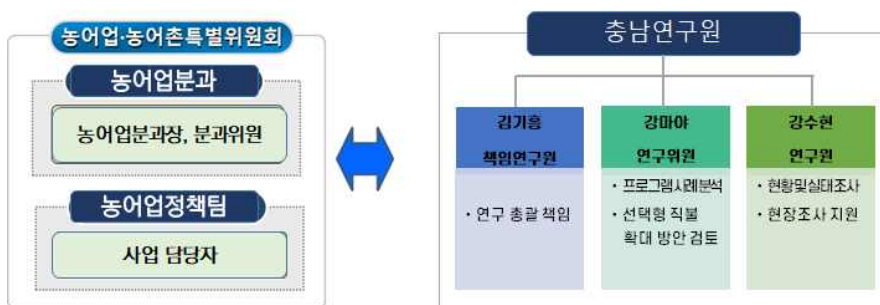 농어업·농어촌특별위원회
농어업분과
농어업분과장, 분과위원
농어업정책팀
사업 담당자
충남연구원
김기흥
책임연구원
· 연구 총괄 책임
강마야
연구위원
· 프로그램사례분석
· 선택형 직불
확대 방안 검토
강수현
연구원
· 현황및실태조사
· 현장조사 지원